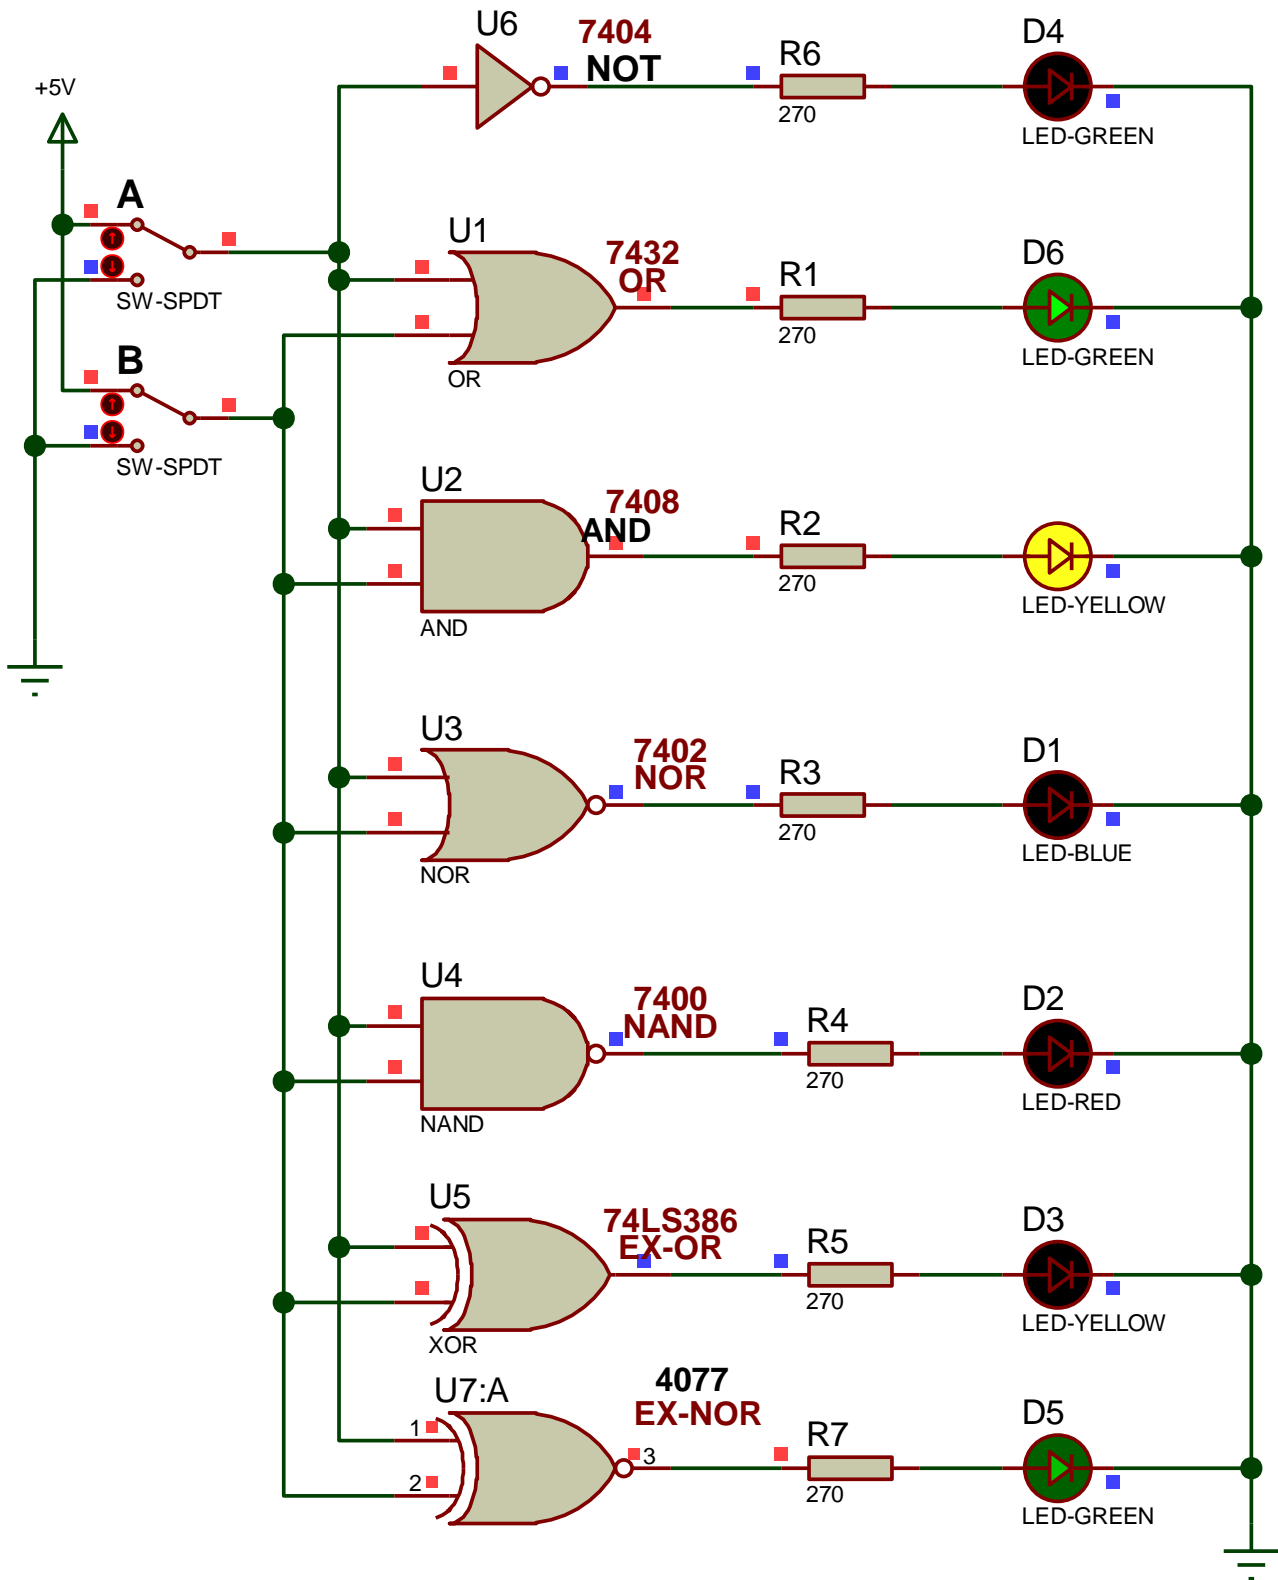 U6
7404
NOT
R6
270
D4
LED-GREEN
+5V
A
SW-SPDT
B
SW-SPDT
U1
7432
OR
OR
R1
270
D6
LED-GREEN
U2
7408
AND
AND
R2
270
LED-YELLOW
U3
7402
NOR
NOR
R3
270
D1
LED-BLUE
U4
7400
NAND
NAND
R4
270
D2
LED-RED
U5
74LS386
EX-OR
XOR
R5
270
D3
LED-YELLOW
U7:A
4077
EX-NOR
1
2
3
R7
270
D5
LED-GREEN